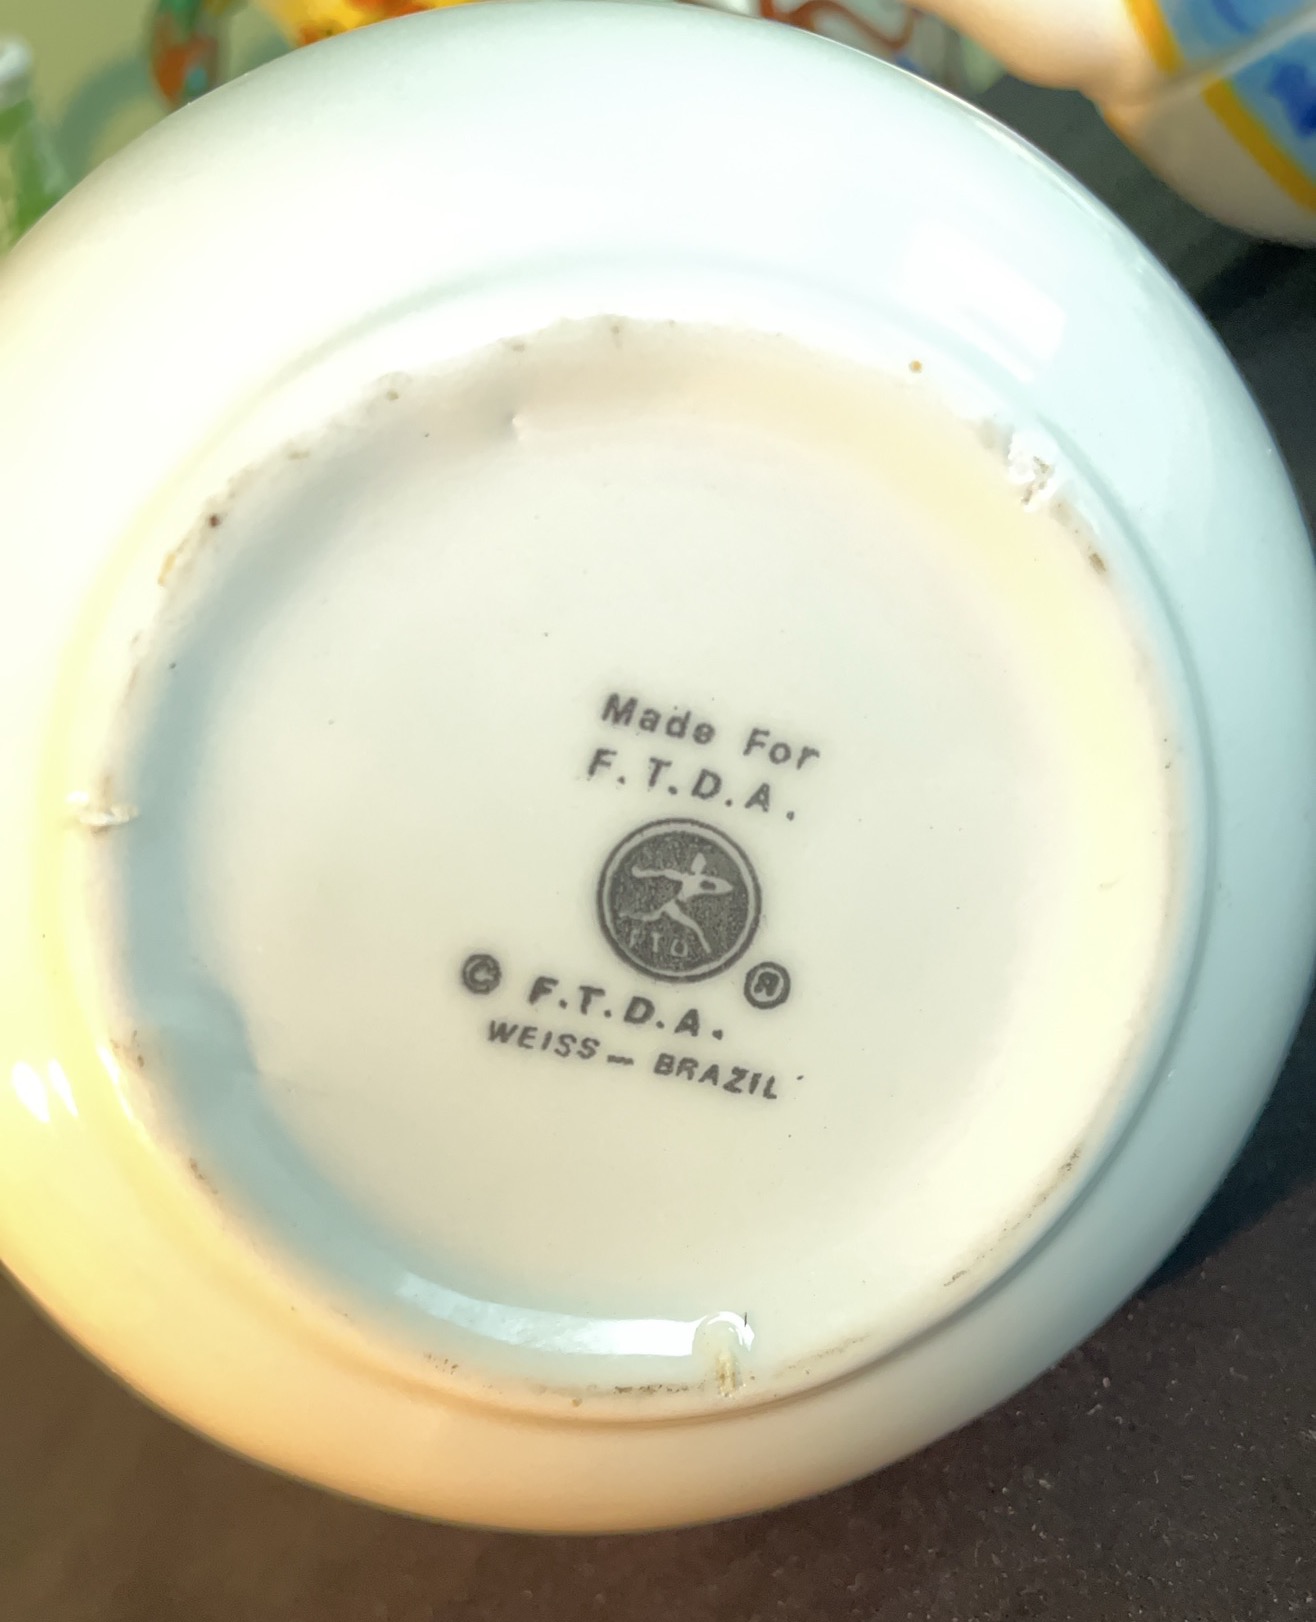 Made For
F.T.D.A.
FTD
® 
© F.T.D.A.
WEISS — BRAZIL